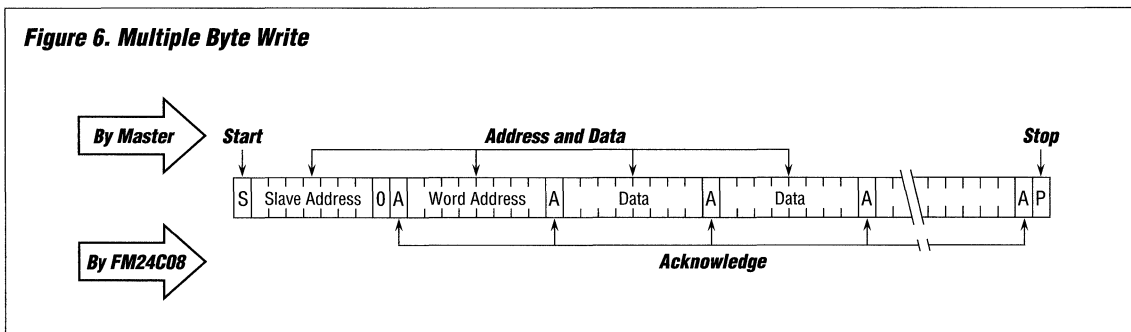 Figure 6. Multiple Byte Write
By Master Start Address and Data Stop
S Slave Address 0 A Word Address A Data A Data A A P
By FM24C08 Acknowledge